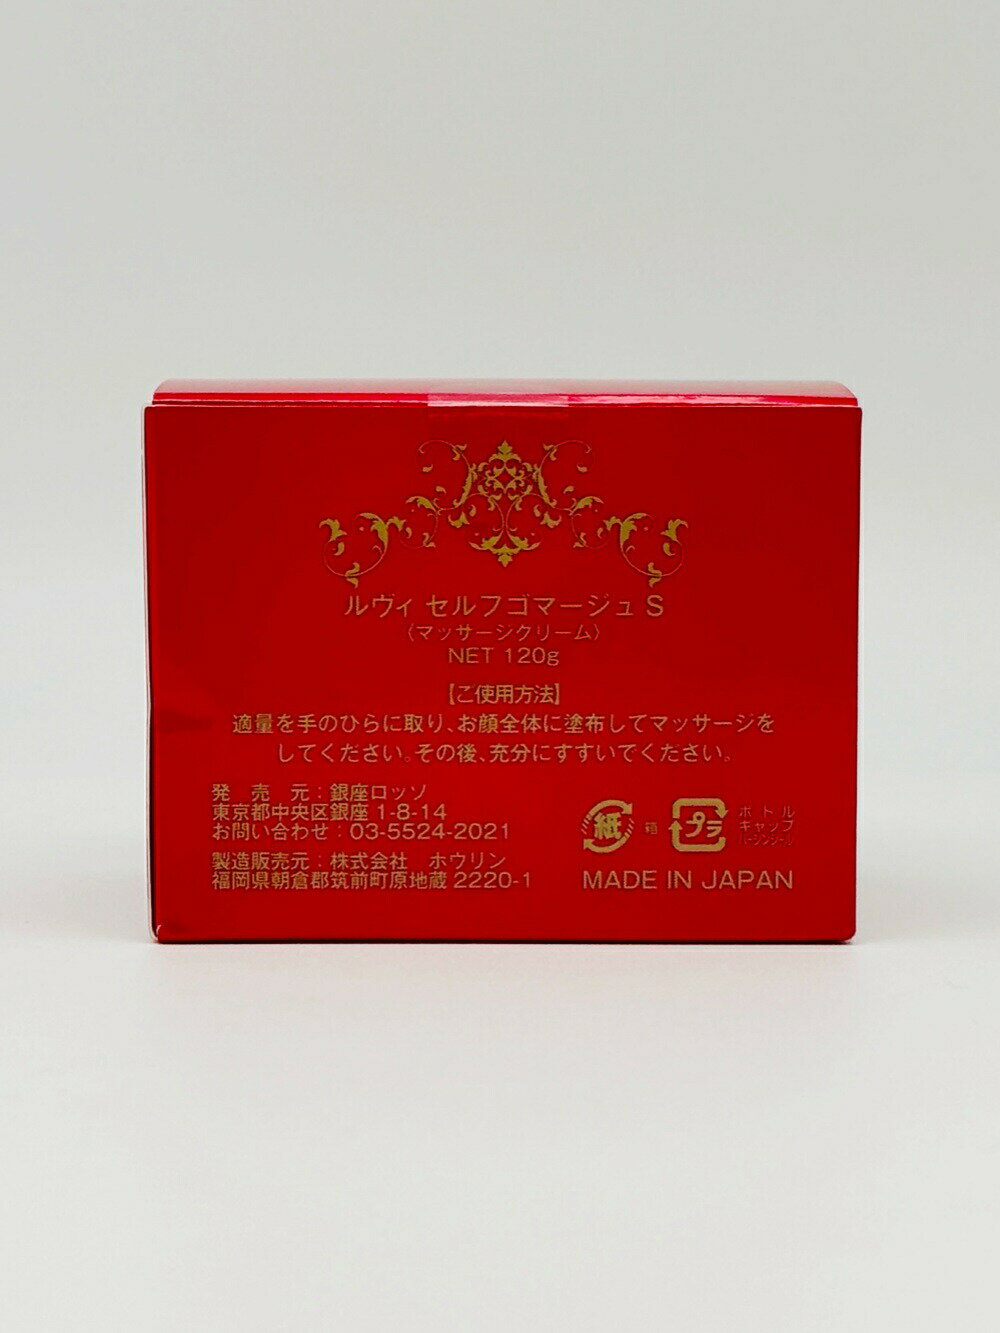 ルヴィ セルフゴマージュ S
〈マッサージクリーム〉
NET 120g
【ご使用方法】
適量を手のひらに取り、お顔全体に塗布してマッサージを
してください。その後、充分にすすいでください。
発　売　元：銀座ロッソ
東京都中央区銀座 1-8-14
お問い合わせ：03-5524-2021
製造販売元：株式会社　ホウリン
福岡県朝倉郡筑前町原地蔵 2220-1
紙 箱
プラ
ボトル
キャップ
MADE IN JAPAN